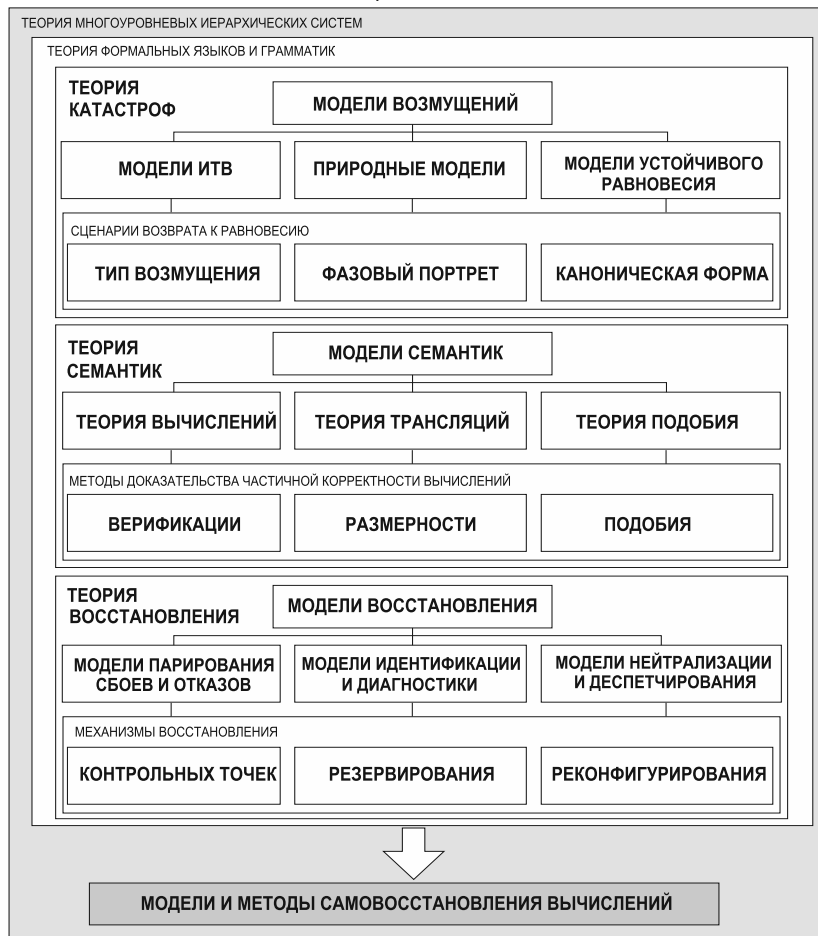 ТЕОРИЯ МНОГОУРОВНЕВЫХ ИЕРАРХИЧЕСКИХ СИСТЕМ
ТЕОРИЯ ФОРМАЛЬНЫХ ЯЗЫКОВ И ГРАММАТИК
ТЕОРИЯ
КАТАСТРОФ
МОДЕЛИ ВОЗМУЩЕНИЙ
МОДЕЛИ ИТВ
ПРИРОДНЫЕ МОДЕЛИ
МОДЕЛИ УСТОЙЧИВОГО
РАВНОВЕСИЯ
СЦЕНАРИИ ВОЗВРАТА К РАВНОВЕСИЮ
ТИП ВОЗМУЩЕНИЯ
ФАЗОВЫЙ ПОРТРЕТ
КАНОНИЧЕСКАЯ ФОРМА
ТЕОРИЯ
СЕМАНТИК
МОДЕЛИ СЕМАНТИК
ТЕОРИЯ ВЫЧИСЛЕНИЙ
ТЕОРИЯ ТРАНСЛЯЦИЙ
ТЕОРИЯ ПОДОБИЯ
МЕТОДЫ ДОКАЗАТЕЛЬСТВА ЧАСТИЧНОЙ КОРРЕКТНОСТИ ВЫЧИСЛЕНИЙ
ВЕРИФИКАЦИИ
РАЗМЕРНОСТИ
ПОДОБИЯ
ТЕОРИЯ
ВОССТАНОВЛЕНИЯ
МОДЕЛИ ВОССТАНОВЛЕНИЯ
МОДЕЛИ ПАРИРОВАНИЯ
СБОЕВ И ОТКАЗОВ
МОДЕЛИ ИДЕНТИФИКАЦИИ
И ДИАГНОСТИКИ
МОДЕЛИ НЕЙТРАЛИЗАЦИИ
И ДЕСПЕТЧИРОВАНИЯ
МЕХАНИЗМЫ ВОССТАНОВЛЕНИЯ
КОНТРОЛЬНЫХ ТОЧЕК
РЕЗЕРВИРОВАНИЯ
РЕКОНФИГУРИРОВАНИЯ
МОДЕЛИ И МЕТОДЫ САМОВОССТАНОВЛЕНИЯ ВЫЧИСЛЕНИЙ